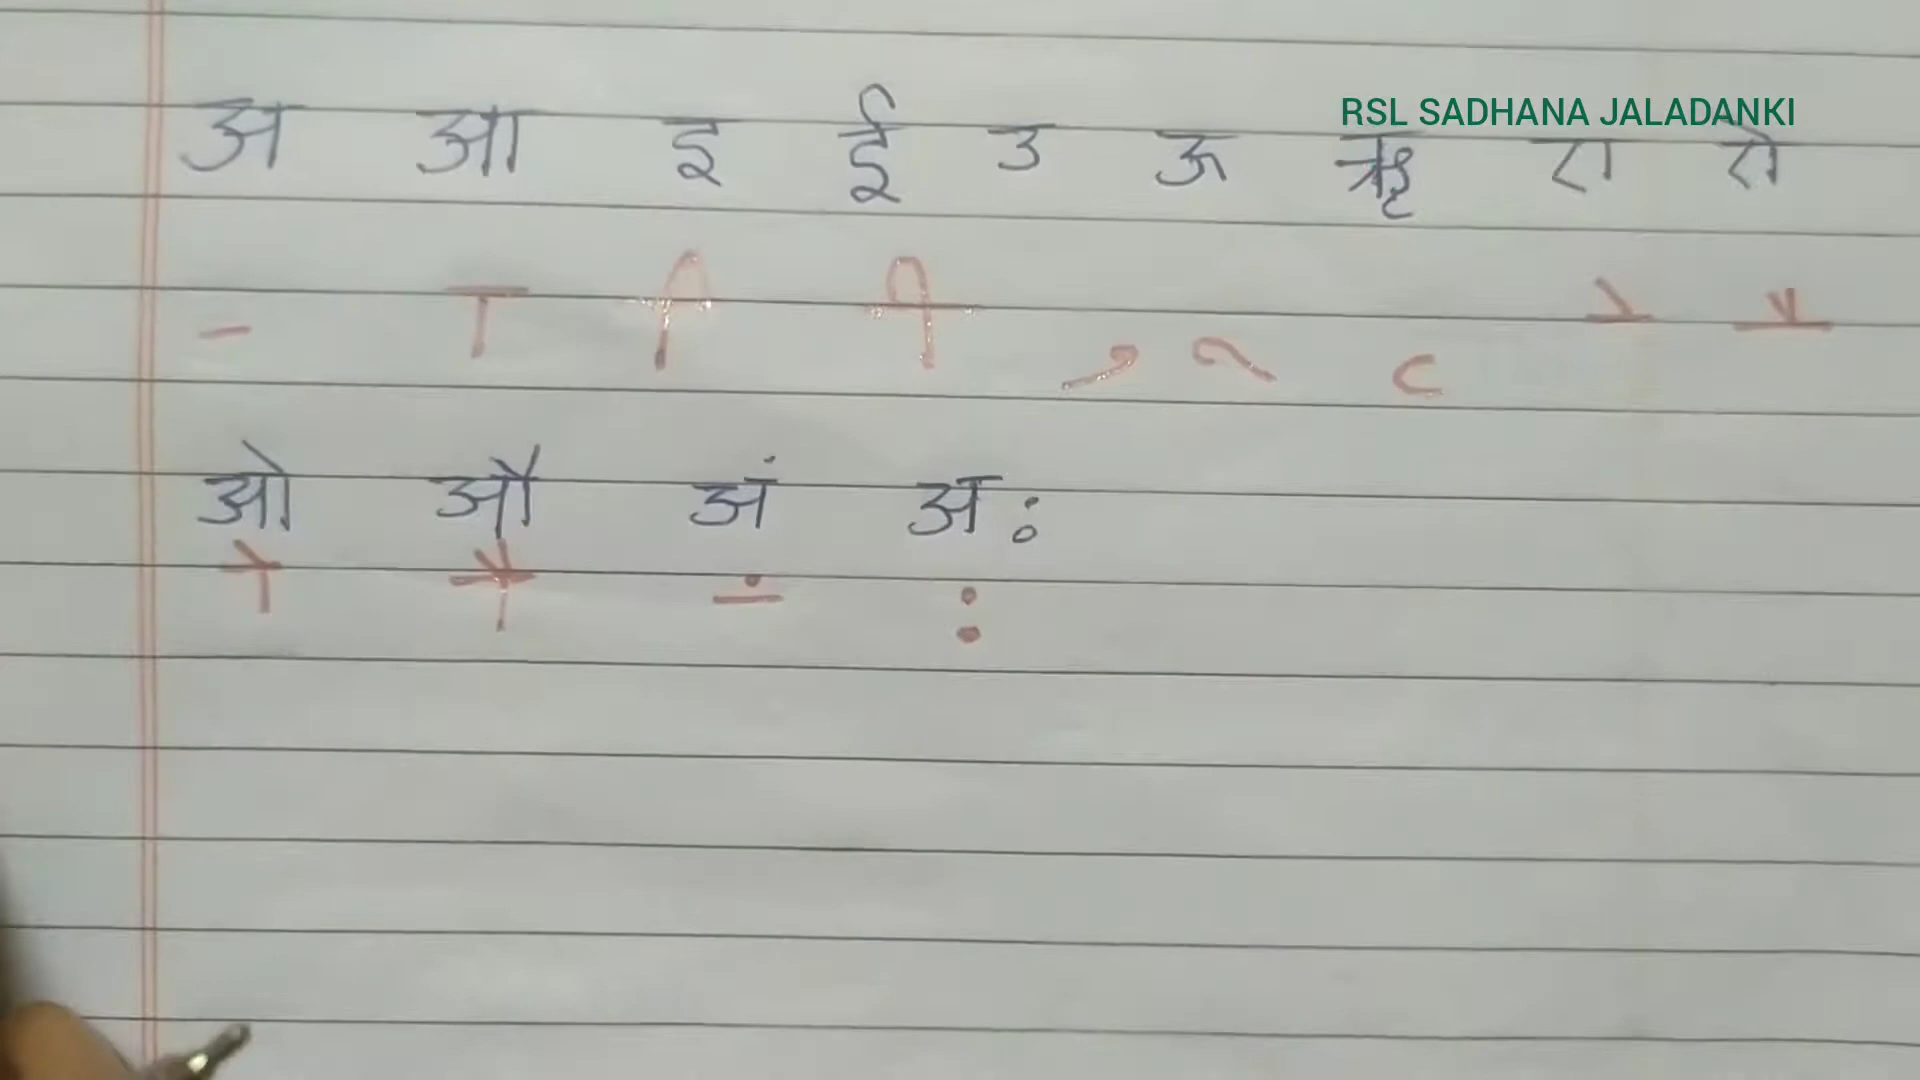 RSL SADHANA JALADANKI
अ आ इ ई उ ऊ ऋ ए ऐ
- ा ि ी ु ू ृ े ै
ओ औ अं अः
ो ौ ं ः